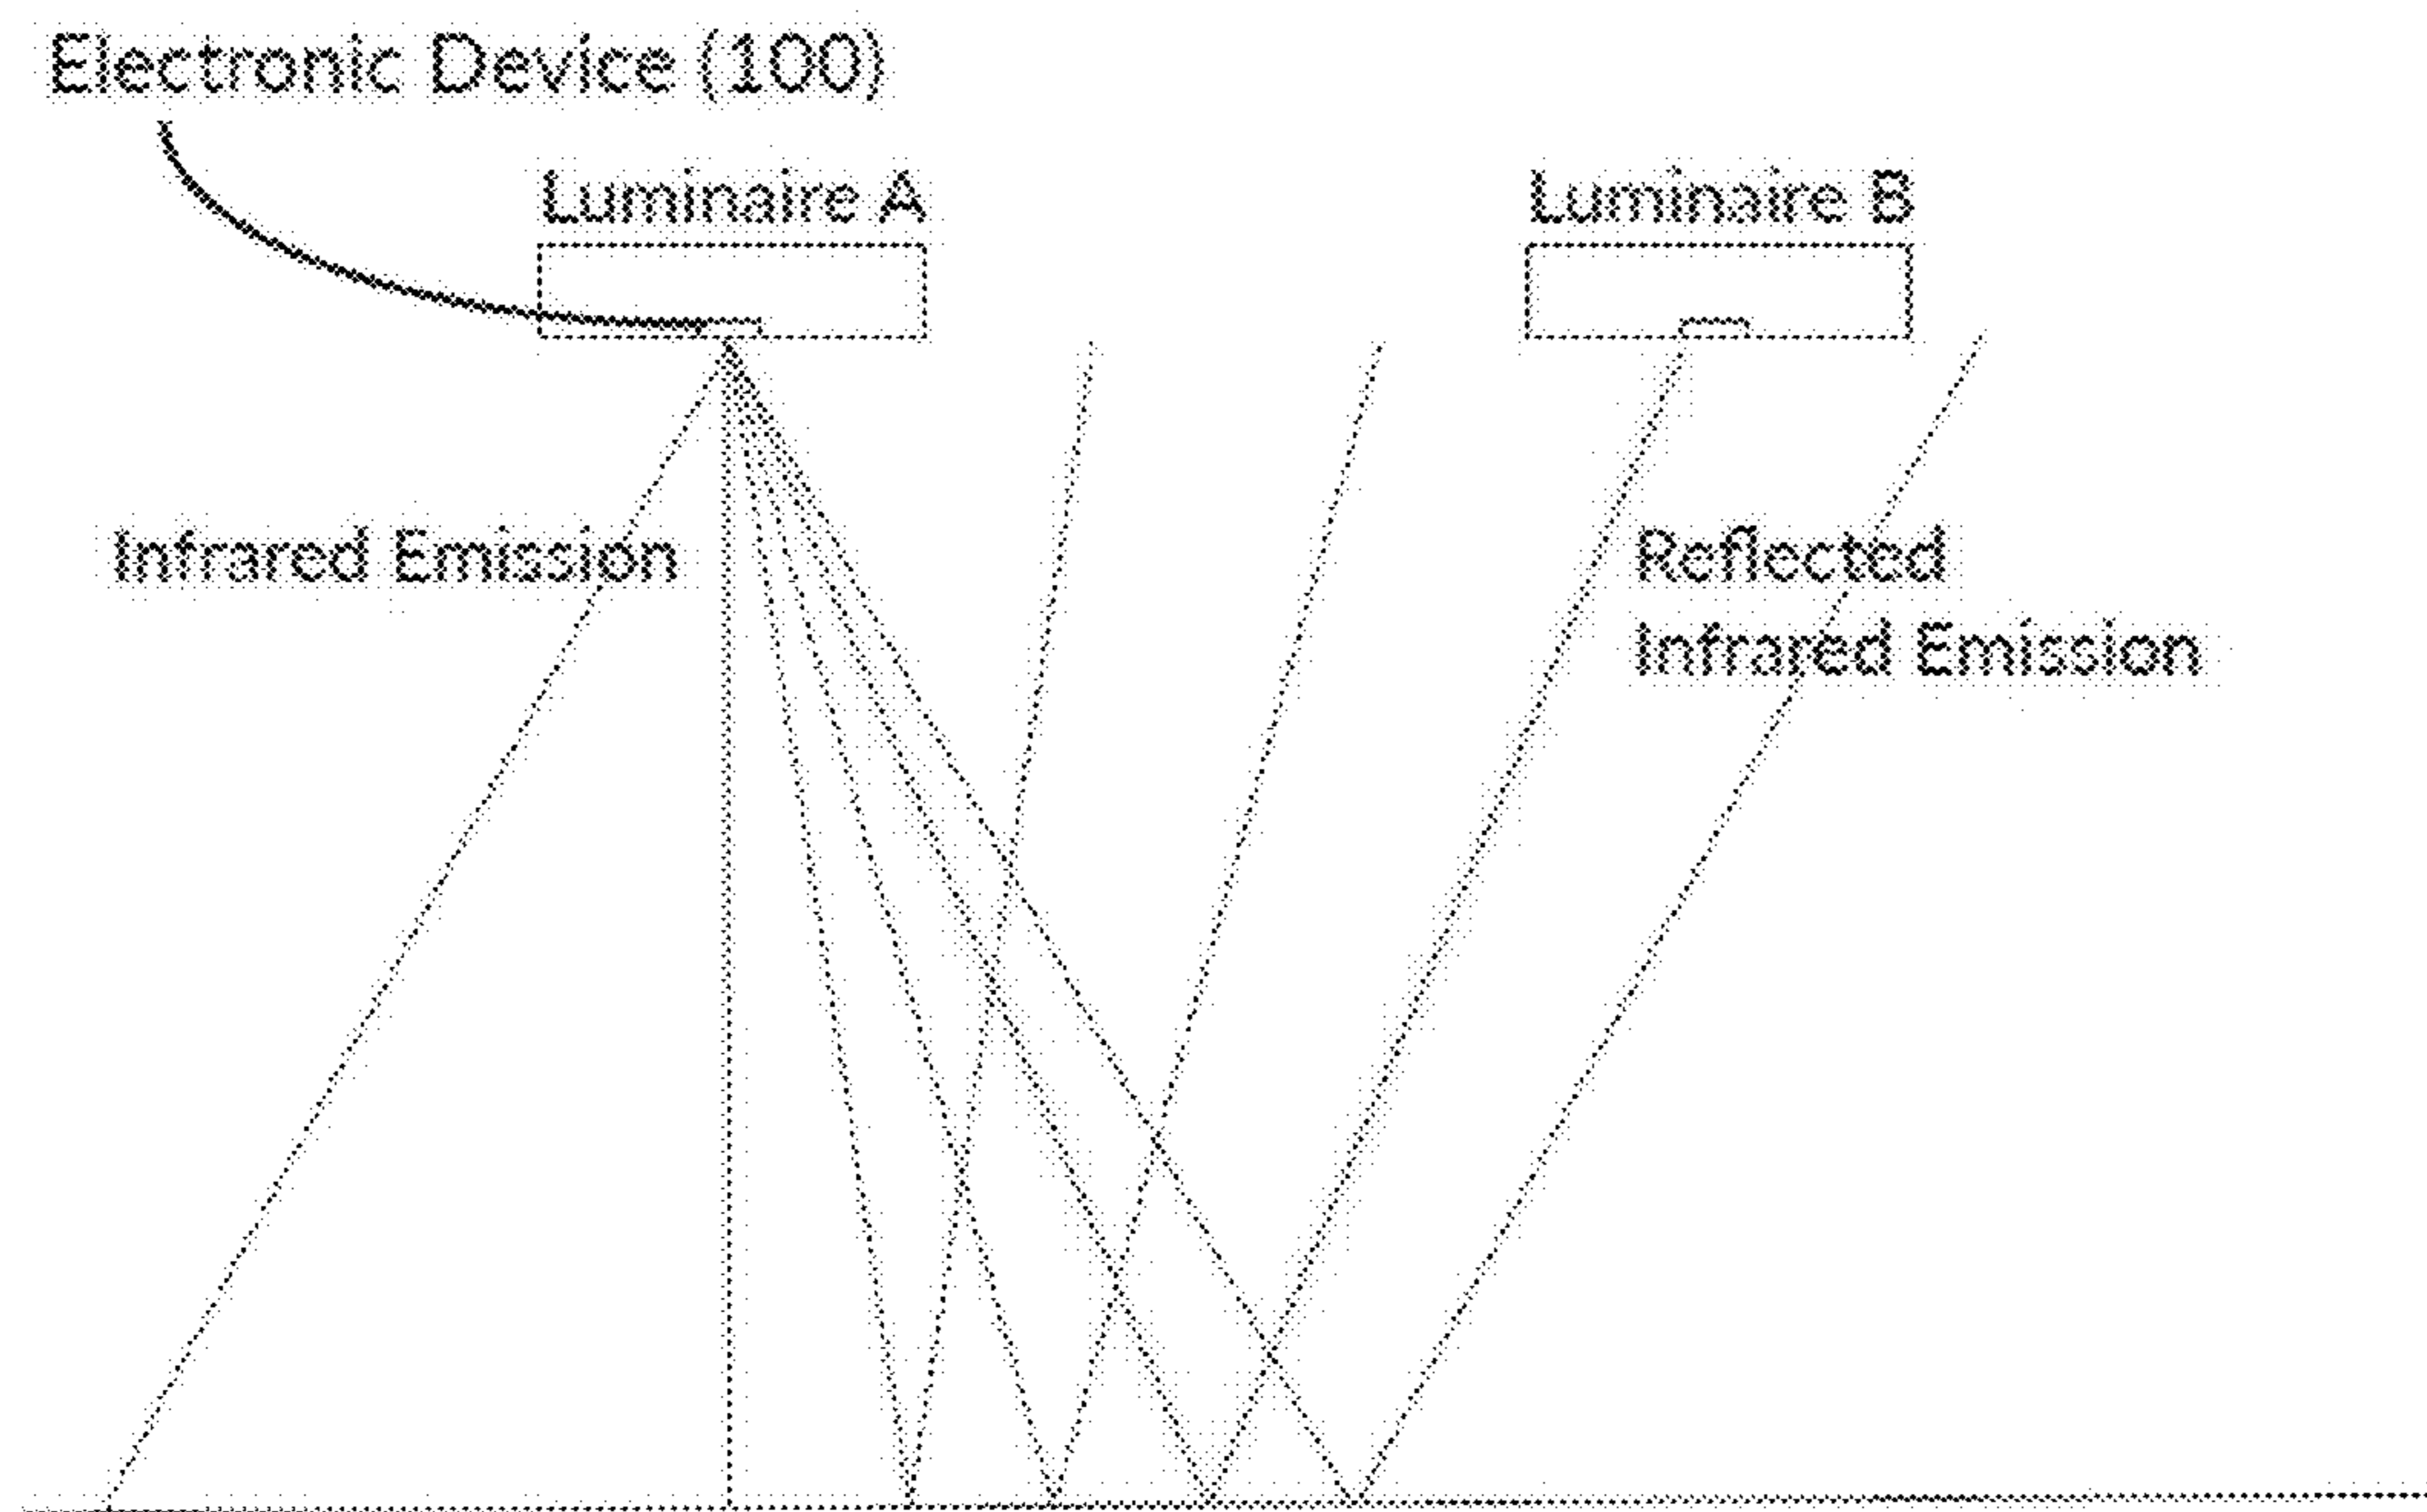 Electronic Device (100)
Luminaire A
Luminaire B
Infrared Emission
Reflected
Infrared Emission